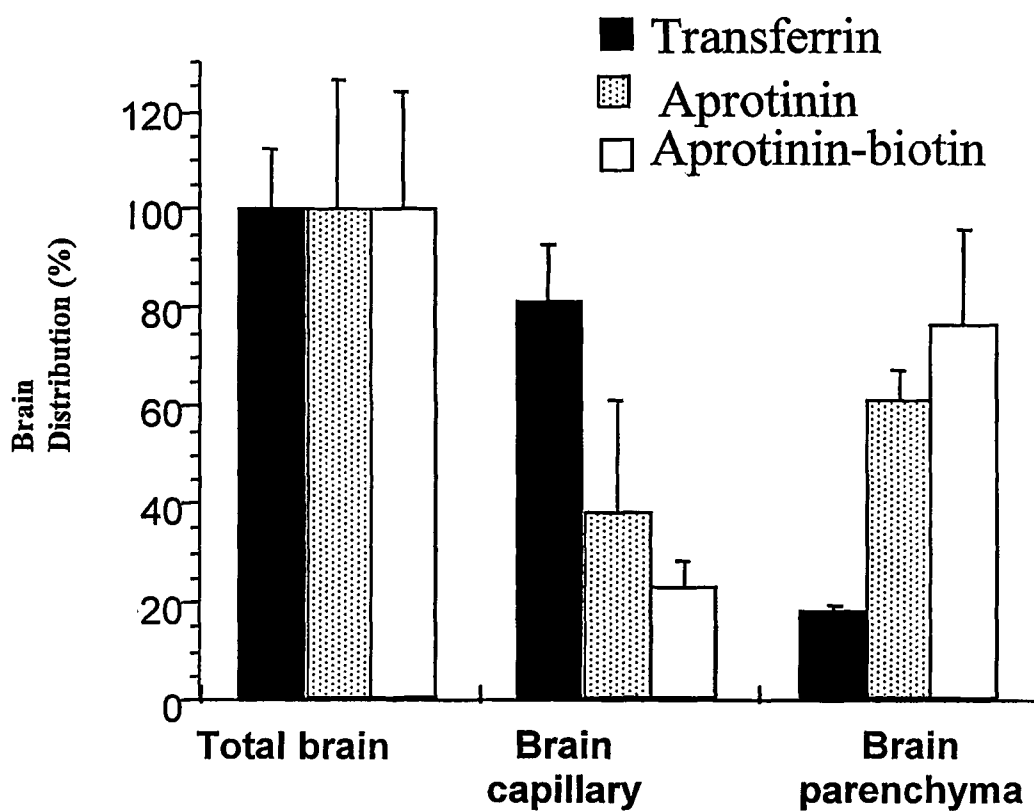 Transferrin
Aprotinin
Aprotinin-biotin
120
100
80
60
40
20
0
Brain
Distribution (%)
Total brain
Brain
capillary
Brain
parenchyma